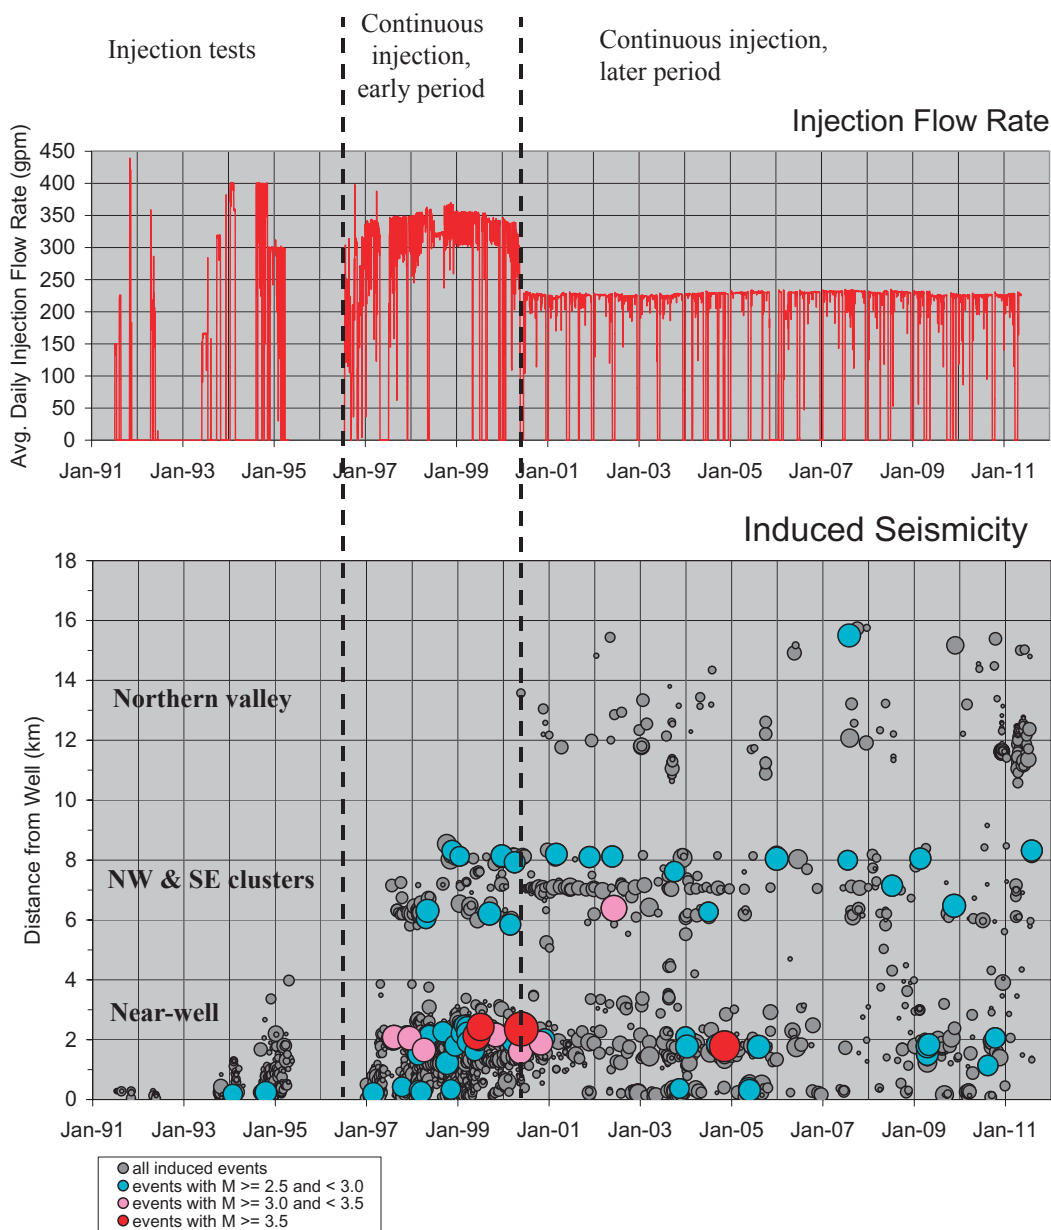 Injection tests
Continuous
injection,
early period
Continuous injection,
later period
Injection Flow Rate
Avg. Daily Injection Flow Rate (gpm)
450
400
350
300
250
200
150
100
50
0
Jan-91 Jan-93 Jan-95 Jan-97 Jan-99 Jan-01 Jan-03 Jan-05 Jan-07 Jan-09 Jan-11
Induced Seismicity
Distance from Well (km)
18
16
14
Northern valley
12
10
8
NW & SE clusters
6
4
Near-well
2
0
Jan-91 Jan-93 Jan-95 Jan-97 Jan-99 Jan-01 Jan-03 Jan-05 Jan-07 Jan-09 Jan-11
all induced events
events with M >= 2.5 and < 3.0
events with M >= 3.0 and < 3.5
events with M >= 3.5